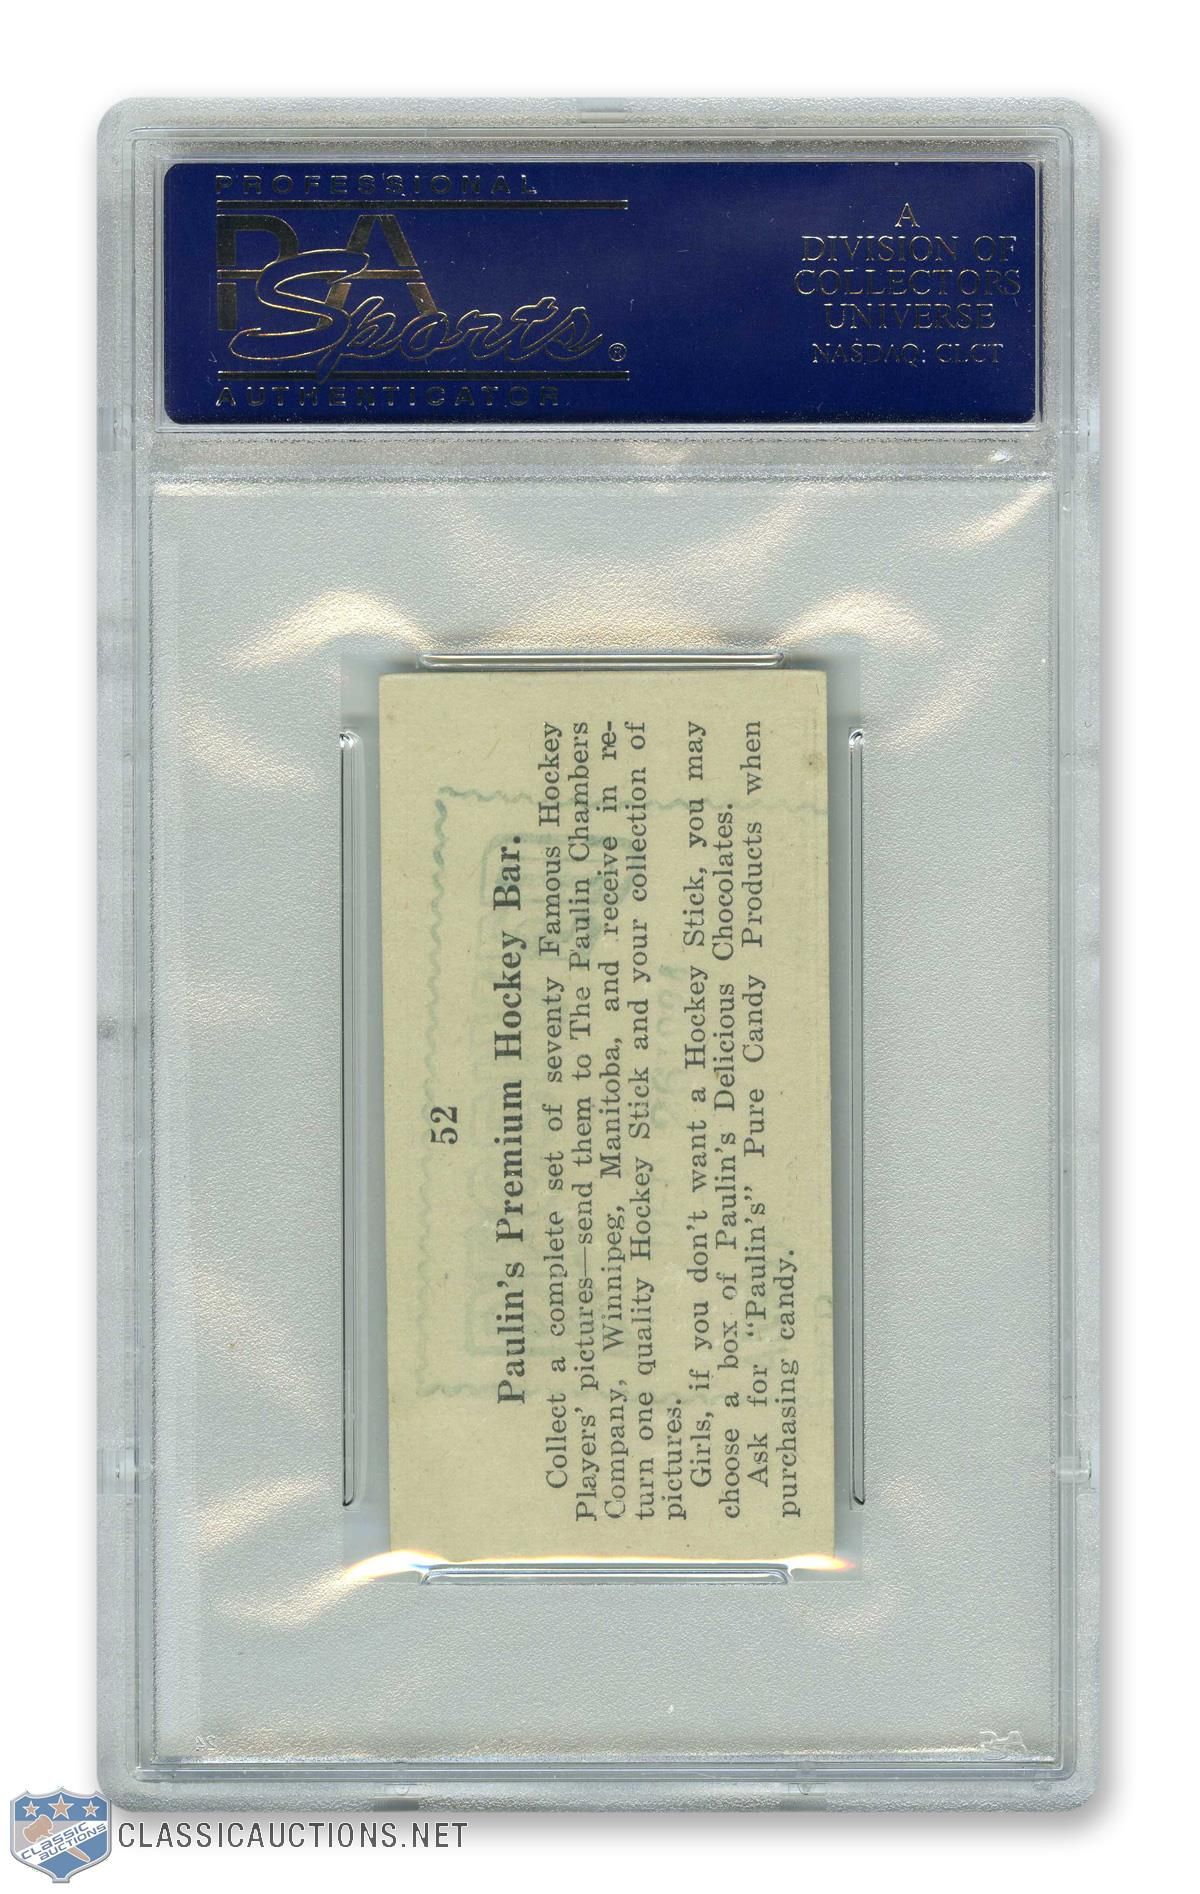 PROFESSIONAL
PSA
Sports®
AUTHENTICATOR
A
DIVISION OF
COLLECTORS
UNIVERSE
NASDAQ: CLCT
52
Paulin's Premium Hockey Bar.
Collect a complete set of seventy Famous Hockey
Players' pictures—send them to The Paulin Chambers
Company, Winnipeg, Manitoba, and receive in re-
turn one quality Hockey Stick and your collection of
pictures.
Girls, if you don't want a Hockey Stick, you may
choose a box of Paulin's Delicious Chocolates.
Ask for "Paulin's" Pure Candy Products when
purchasing candy.
24
PSA
CLASSIC
AUCTIONS
CLASSICAUCTIONS.NET